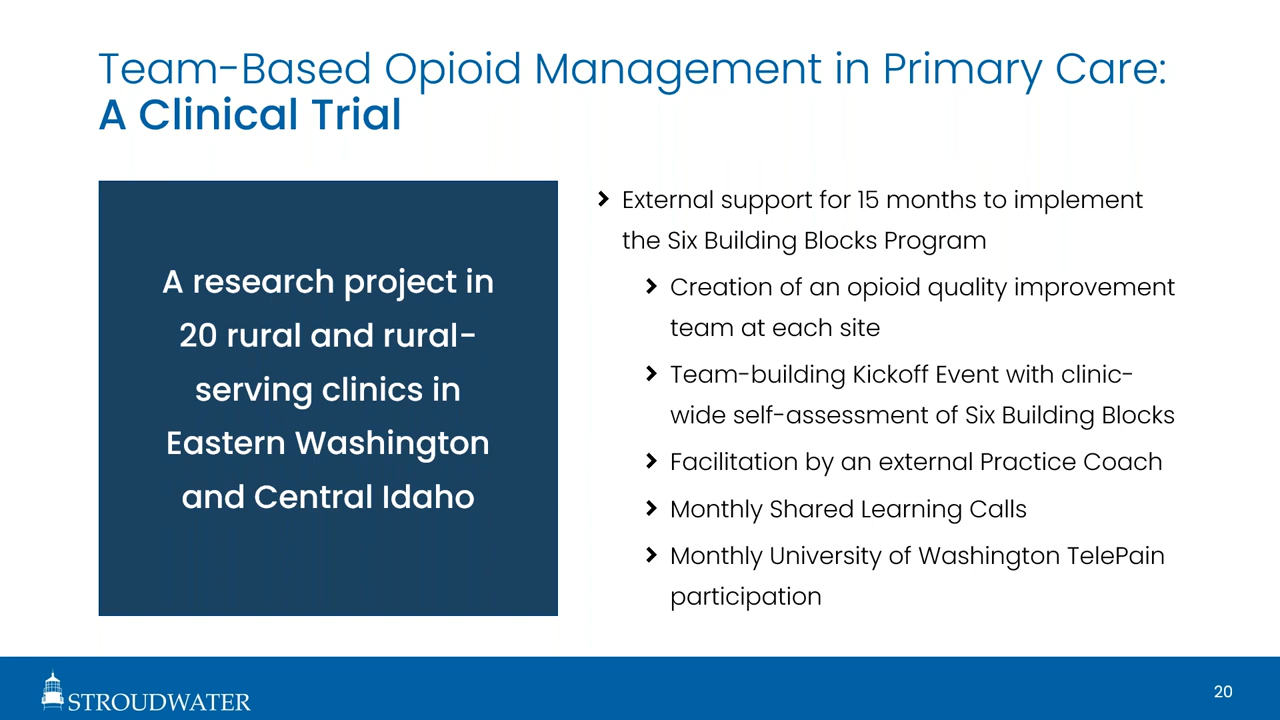 Team-Based Opioid Management in Primary Care:
A Clinical Trial
A research project in
20 rural and rural-
serving clinics in
Eastern Washington
and Central Idaho
External support for 15 months to implement
the Six Building Blocks Program
Creation of an opioid quality improvement
team at each site
Team-building Kickoff Event with clinic-
wide self-assessment of Six Building Blocks
Facilitation by an external Practice Coach
Monthly Shared Learning Calls
Monthly University of Washington TelePain
participation
STROUDWATER
20